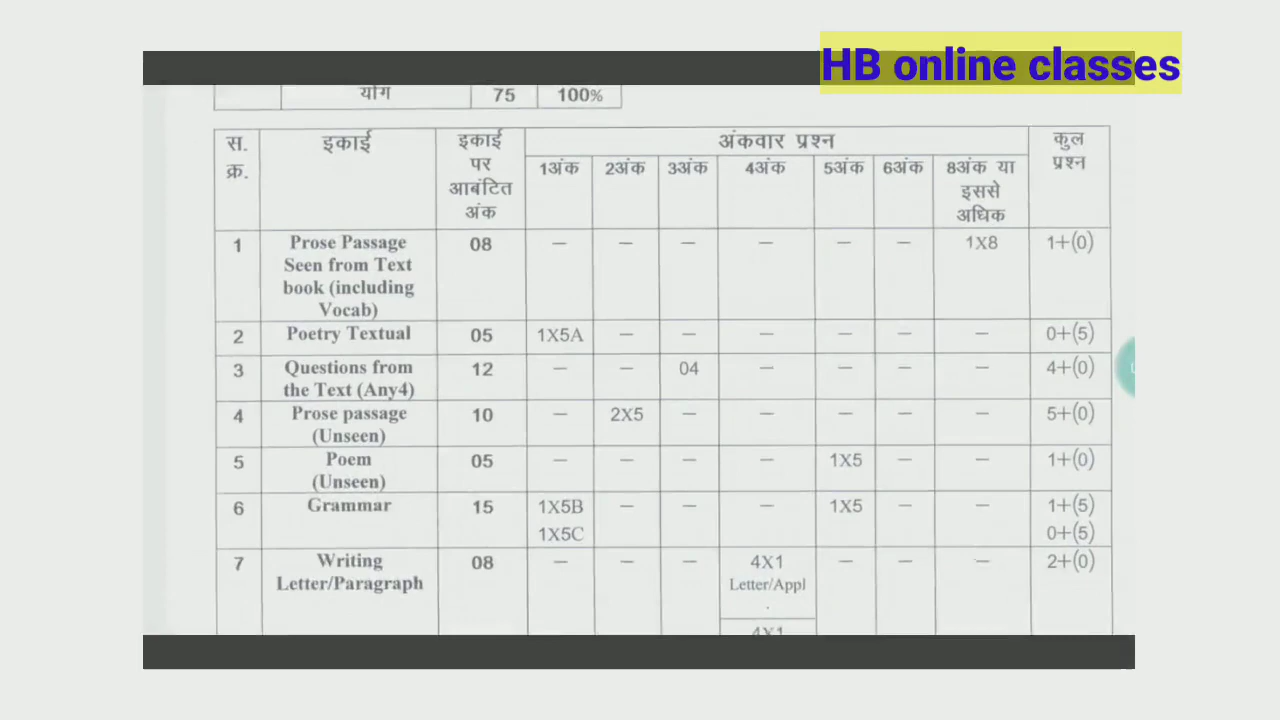 HB online classes
योग 75 100%
स. क्र. इकाई इकाई पर आबंटित अंक अंकवार प्रश्न कुल प्रश्न
1अंक 2अंक 3अंक 4अंक 5अंक 6अंक 8अंक या इससे अधिक
1 Prose Passage 08 — — — — — — 1X8 1+(0)
Seen from Text
book (including
Vocab)
2 Poetry Textual 05 1X5A — — — — — — 0+(5)
3 Questions from 12 — — 04 — — — — 4+(0)
the Text (Any4)
4 Prose passage 10 — 2X5 — — — — — 5+(0)
(Unseen)
5 Poem 05 — — — — 1X5 — — 1+(0)
(Unseen)
6 Grammar 15 1X5B — — — 1X5 — — 1+(5)
1X5C 0+(5)
7 Writing 08 — — — 4X1 — — — 2+(0)
Letter/Paragraph Letter/Appl
.
4X1